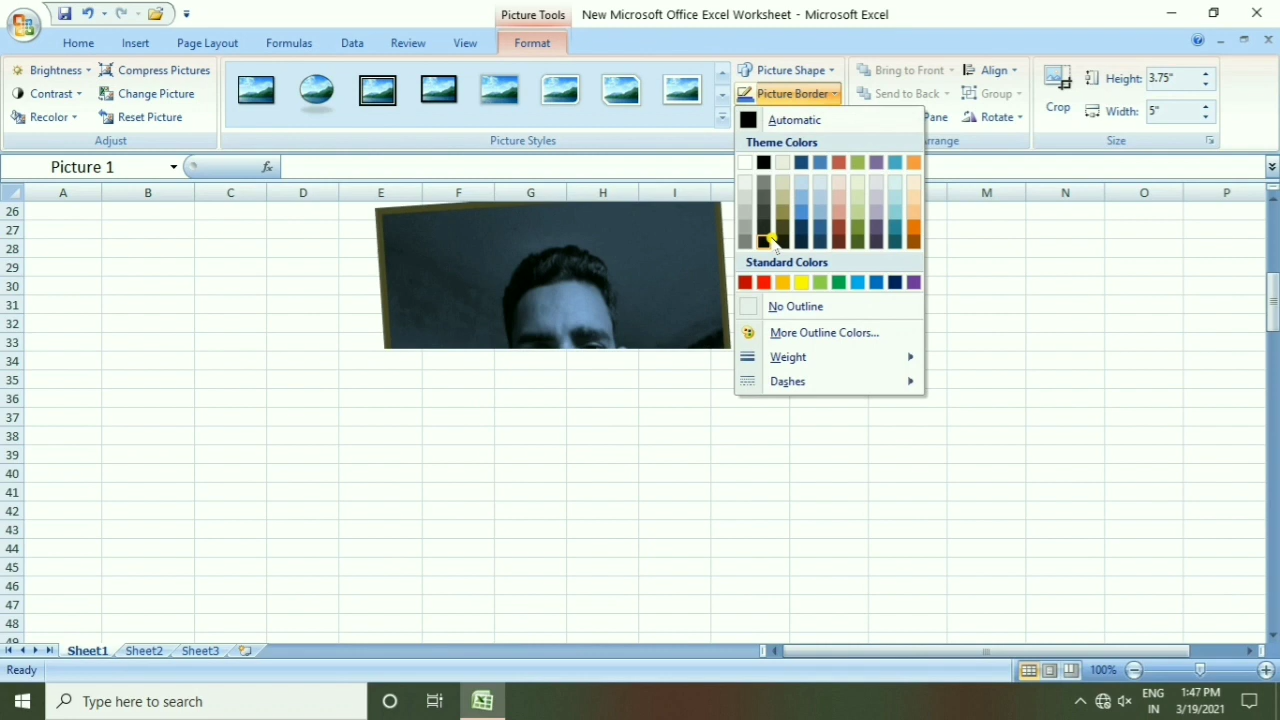 Picture Tools New Microsoft Office Excel Worksheet - Microsoft Excel
Home Insert Page Layout Formulas Data Review View Format
Brightness Compress Pictures Picture Shape Bring to Front Align Height: 3.75"
Contrast Change Picture Picture Border Send to Back Group Crop Width: 5"
Recolor Reset Picture Pane Rotate
Adjust Picture Styles Arrange Size
Automatic
Theme Colors
Standard Colors
No Outline
More Outline Colors...
Weight
Dashes
Picture 1 fx
A B C D E F G H I M N O P
26
27
28
29
30
31
32
33
34
35
36
37
38
39
40
41
42
43
44
45
46
47
48
49
Sheet1 Sheet2 Sheet3
Ready 100%
Type here to search ENG 1:47 PM
IN 3/19/2021